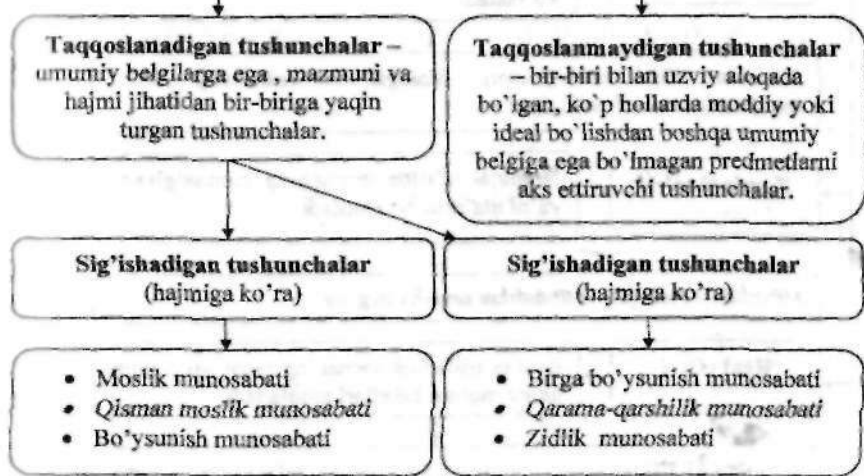 Taqqoslanadigan tushunchalar –
umumiy belgilarga ega , mazmuni va
hajmi jihatidan bir-biriga yaqin
turgan tushunchalar.
Taqqoslanmaydigan tushunchalar
– bir-biri bilan uzviy aloqada
bo`lgan, ko`p hollarda moddiy yoki
ideal bo`lishdan boshqa umumiy
belgiga ega bo`lmagan predmetlarni
aks ettiruvchi tushunchalar.
Sig'ishadigan tushunchalar
(hajmiga ko'ra)
Sig'ishadigan tushunchalar
(hajmiga ko'ra)
• Moslik munosabati
• Qisman moslik munosabati
• Bo'ysunish munosabati
• Birga bo'ysunish munosabati
• Qarama-qarshilik munosabati
• Zidlik munosabati